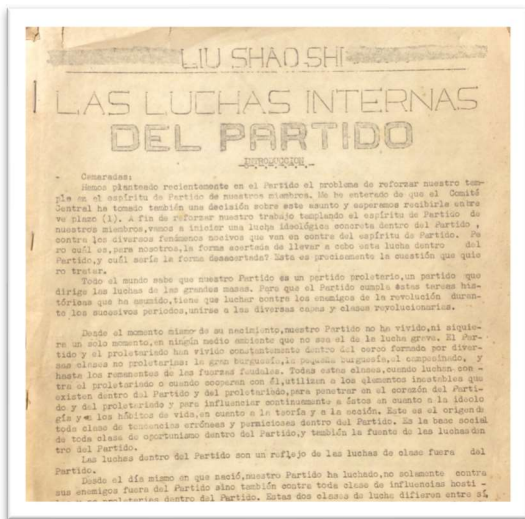 LIU SHAO SHI
LAS LUCHAS INTERNAS
DEL PARTIDO
INTRODUCCION
- Camaradas:
Hemos planteado recientemente en el Partido el problema de reformar nuestro tem-
ple en el espíritu de Partido de nuestros miembros. Me he enterado de que el Comité
Central ha tomado también una decisión sobre este asunto y esperamos recibirla en bre
ve plazo (1). A fin de reformar nuestro trabajo templando el espíritu de Partido de
nuestros miembros, vamos a iniciar una lucha ideológica concreta dentro del Partido ,
contra los diversos fenómenos nocivos que van en contra del espíritu de Partido. Pe
ro cuál es, para nosotros, la forma acertada de llevar a cabo esta lucha dentro del
Partido, y cuál sería la forma desacertada? Esta es precisamente la cuestión que quie
ro tratar.
Todo el mundo sabe que nuestro Partido es un partido proletario, un partido que
dirige las luchas de las grandes masas. Para que el Partido cumpla éstas tareas his-
tóricas que ha asumido, tiene que luchar contra los enemigos de la revolución duran-
te los sucesivos períodos, unirse a las diversas capas y clases revolucionarias.
Desde el momento mismo de su nacimiento, nuestro Partido no ha vivido, ni siquie-
ra un solo momento, en ningún medio ambiente que no sea el de la lucha grave. El Par-
tido y el proletariado han vivido constantemente dentro del cerco formado por diver-
sas clases no proletarias: la gran burguesía, la pequeña burguesía, el campesinado, y
hasta los remanentes de las fuerzas feudales. Todas estas clases, cuando luchan con -
tra el proletariado o cuando cooperan con él, utilizan a los elementos inestables que
existen dentro del Partido y del proletariado, para penetrar en el corazón del Parti-
do y del proletariado y para influenciar continuamente a éstos en cuanto a la ideolo
gía y en los hábitos de vida, en cuanto a la teoría y a la acción. Este es el origen de
toda clase de tendencias erróneas y perniciosas dentro del Partido. Es la base social
de toda clase de oportunismo dentro del Partido, y también la fuente de las luchas den
tro del Partido.
Las luchas dentro del Partido son un reflejo de las luchas de clase fuera del
Partido.
Desde el día mismo en que nació, nuestro Partido ha luchado, no solamente contra
sus enemigos fuera del Partido sino también contra toda clase de influencias hosti -
proletarias dentro del Partido. Estas dos clases de lucha difieren entre sí,